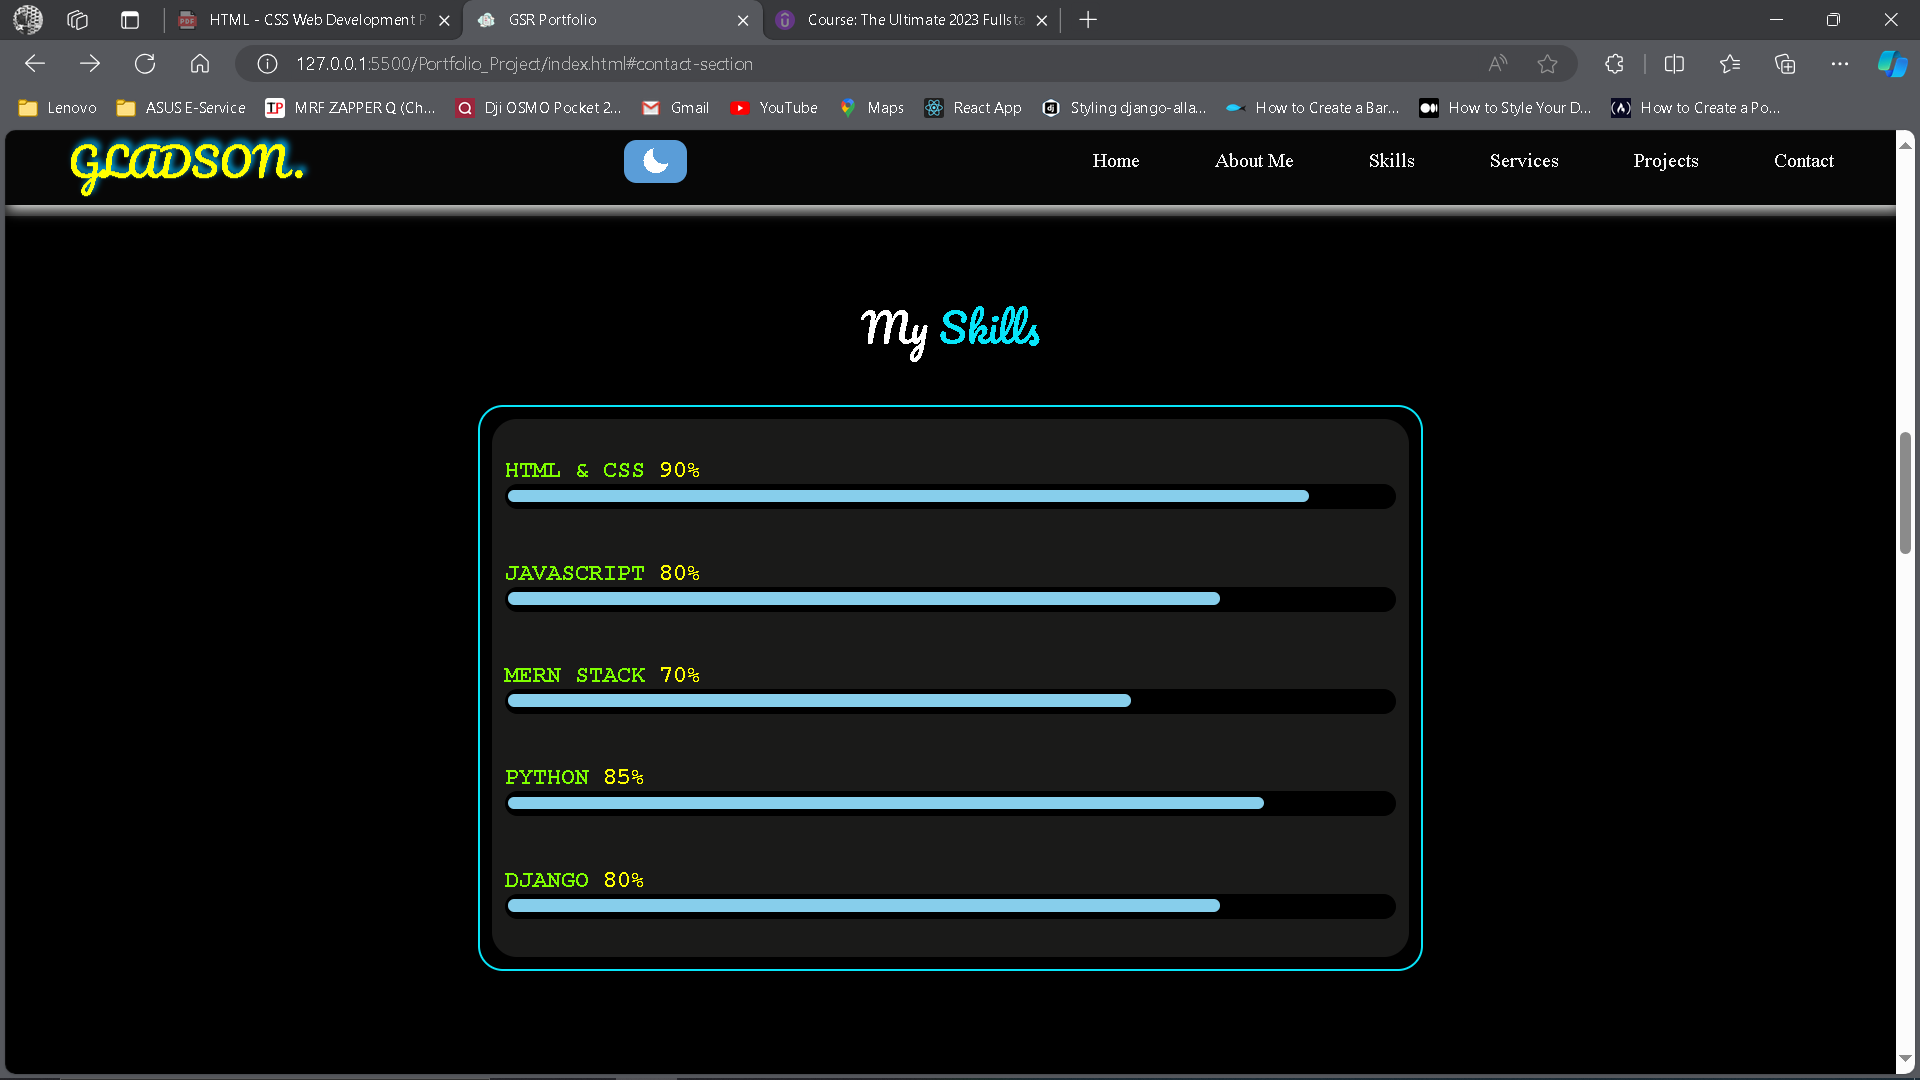 HTML - CSS Web Development P
GSR Portfolio
Course: The Ultimate 2023 Fullsta
127.0.0.1:5500/Portfolio_Project/index.html#contact-section
Lenovo
ASUS E-Service
MRF ZAPPER Q (Ch...
Dji OSMO Pocket 2...
Gmail
YouTube
Maps
React App
Styling django-alla...
How to Create a Bar...
How to Style Your D...
How to Create a Po...
GLADSON.
Home
About Me
Skills
Services
Projects
Contact
My Skills
HTML & CSS 90%
JAVASCRIPT 80%
MERN STACK 70%
PYTHON 85%
DJANGO 80%